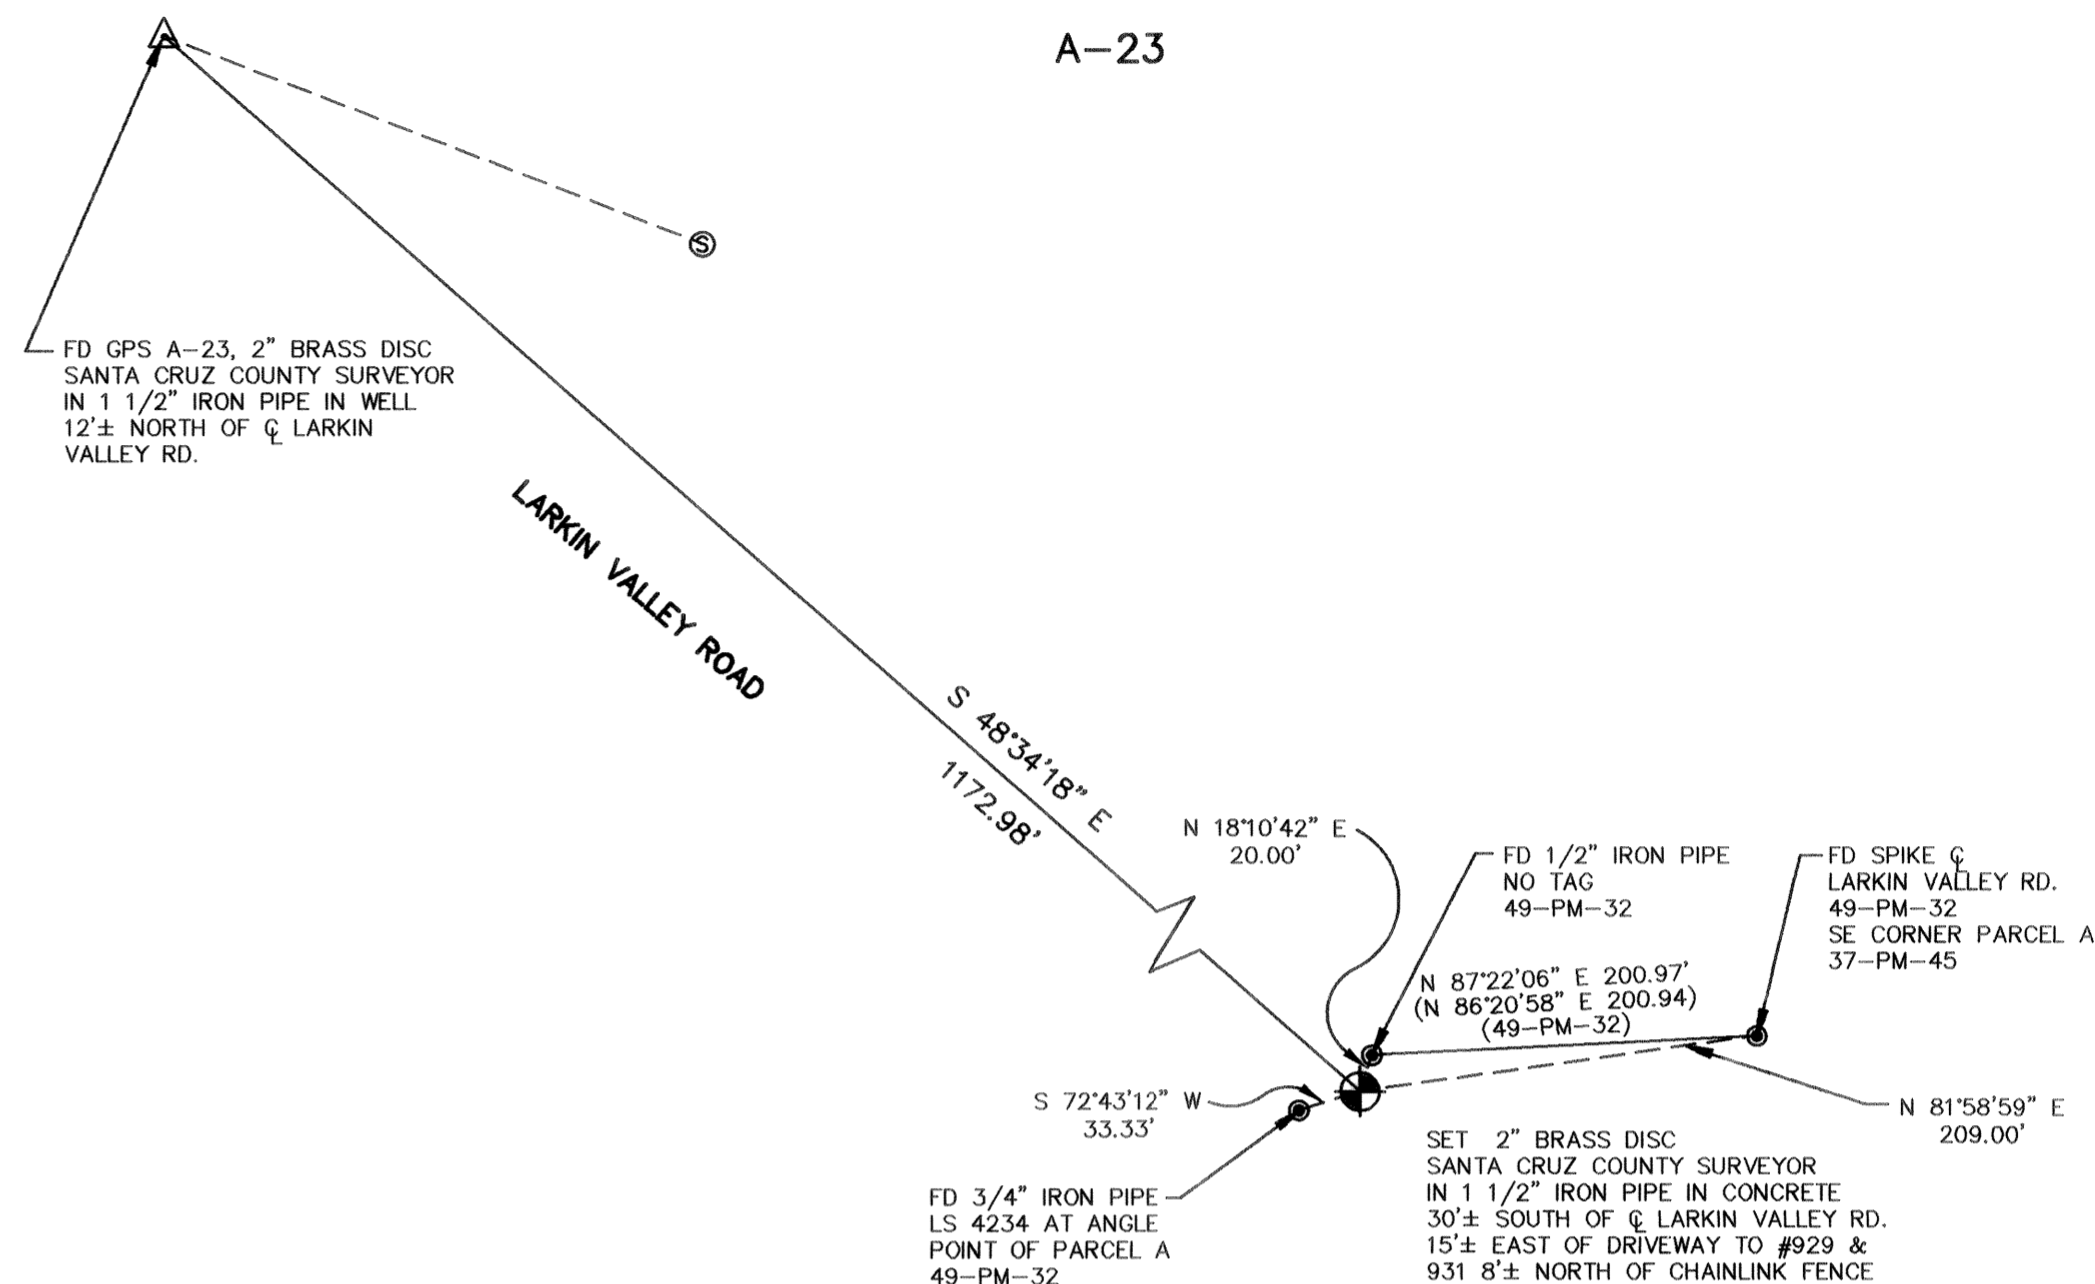 A-23
S
FD GPS A-23, 2" BRASS DISC
SANTA CRUZ COUNTY SURVEYOR
IN 1 1/2" IRON PIPE IN WELL
12'± NORTH OF ℄ LARKIN
VALLEY RD.
LARKIN VALLEY ROAD
S 48°34'18" E
1172.98'
N 18°10'42" E
20.00'
FD 1/2" IRON PIPE
NO TAG
49-PM-32
FD SPIKE ℄
LARKIN VALLEY RD.
49-PM-32
SE CORNER PARCEL A
37-PM-45
N 87°22'06" E 200.97'
(N 86°20'58" E 200.94)
(49-PM-32)
S 72°43'12" W
33.33'
N 81°58'59" E
209.00'
FD 3/4" IRON PIPE
LS 4234 AT ANGLE
POINT OF PARCEL A
49-PM-32
SET 2" BRASS DISC
SANTA CRUZ COUNTY SURVEYOR
IN 1 1/2" IRON PIPE IN CONCRETE
30'± SOUTH OF ℄ LARKIN VALLEY RD.
15'± EAST OF DRIVEWAY TO #929 &
931 8'± NORTH OF CHAINLINK FENCE